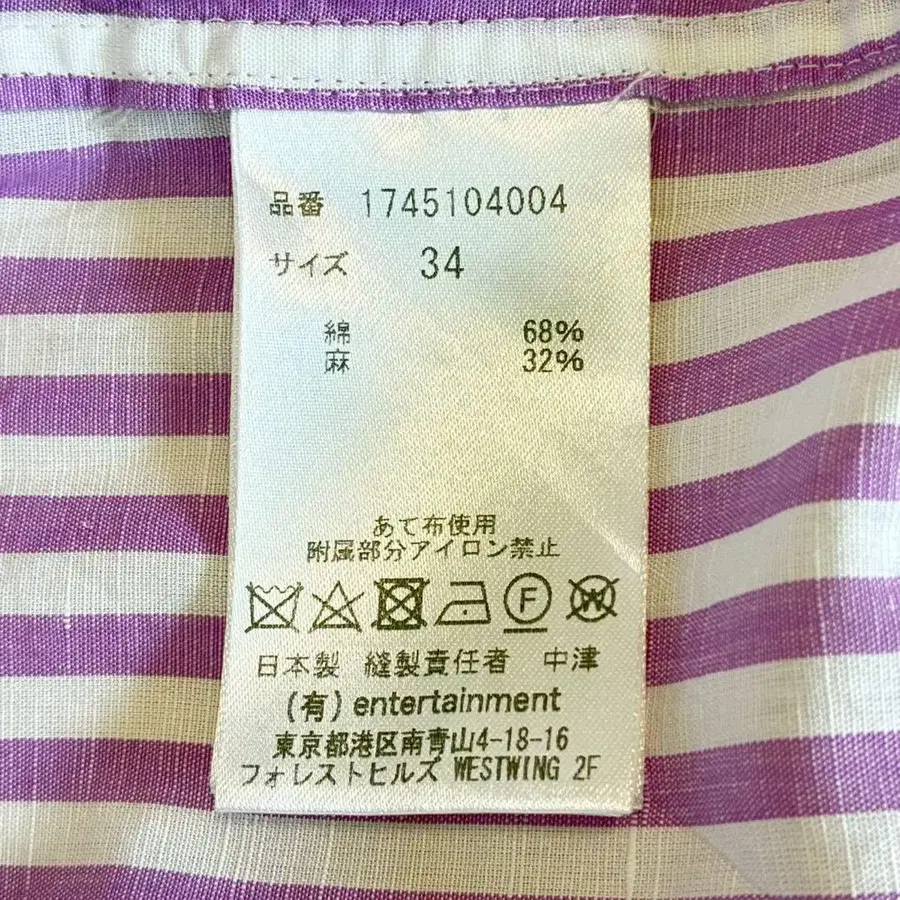 品番 1745104004
サイズ 34
綿 68%
麻 32%
あて布使用
附属部分アイロン禁止
F W
日本製 縫製責任者 中津
(有) entertainment
東京都港区南青山4-18-16
フォレストヒルズ WESTWING 2F